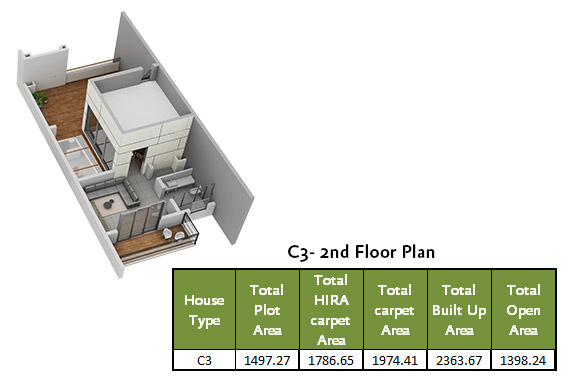 C3- 2nd Floor Plan
House Type | Total Plot Area | Total HIRA carpet Area | Total carpet Area | Total Built Up Area | Total Open Area
C3 | 1497.27 | 1786.65 | 1974.41 | 2363.67 | 1398.24